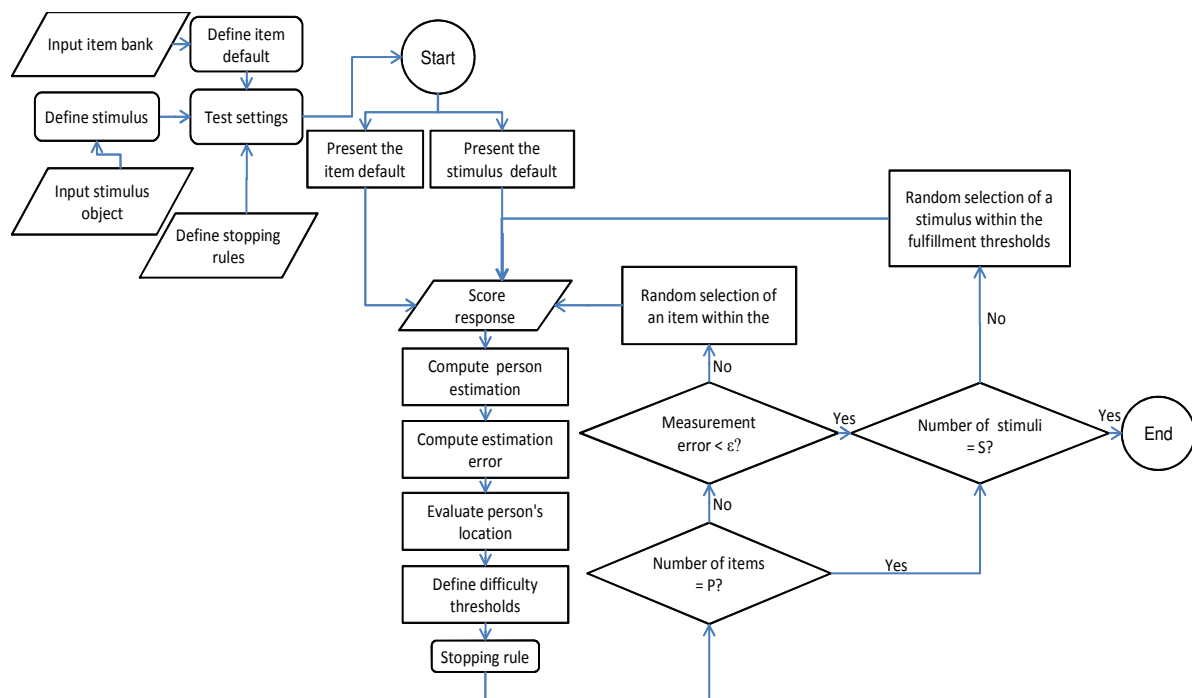 Input item bank
Define item
default
Start
Define stimulus
Test settings
Present the
item default
Present the
stimulus default
Input stimulus
object
Define stopping
rules
Random selection of a
stimulus within the
fulfillment thresholds
Score
response
Random selection of
an item within the
No
No
Compute person
estimation
Measurement
error < ε?
Yes
Number of stimuli
= S?
Yes
End
Compute estimation
error
Evaluate person's
location
No
Number of items
= P?
Yes
Define difficulty
thresholds
Stopping rule